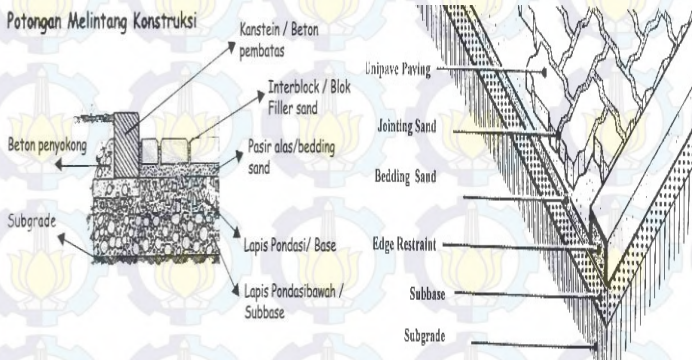 Potongan Melintang Konstruksi
Kanstein / Beton
pembatas
Interblock / Blok
Filler sand
Beton penyokong
Pasir alas/bedding
sand
Subgrade
Lapis Pondasi/ Base
Lapis Pondasibawah /
Subbase
Unipave Paving
Jointing Sand
Bedding Sand
Edge Restraint
Subbase
Subgrade